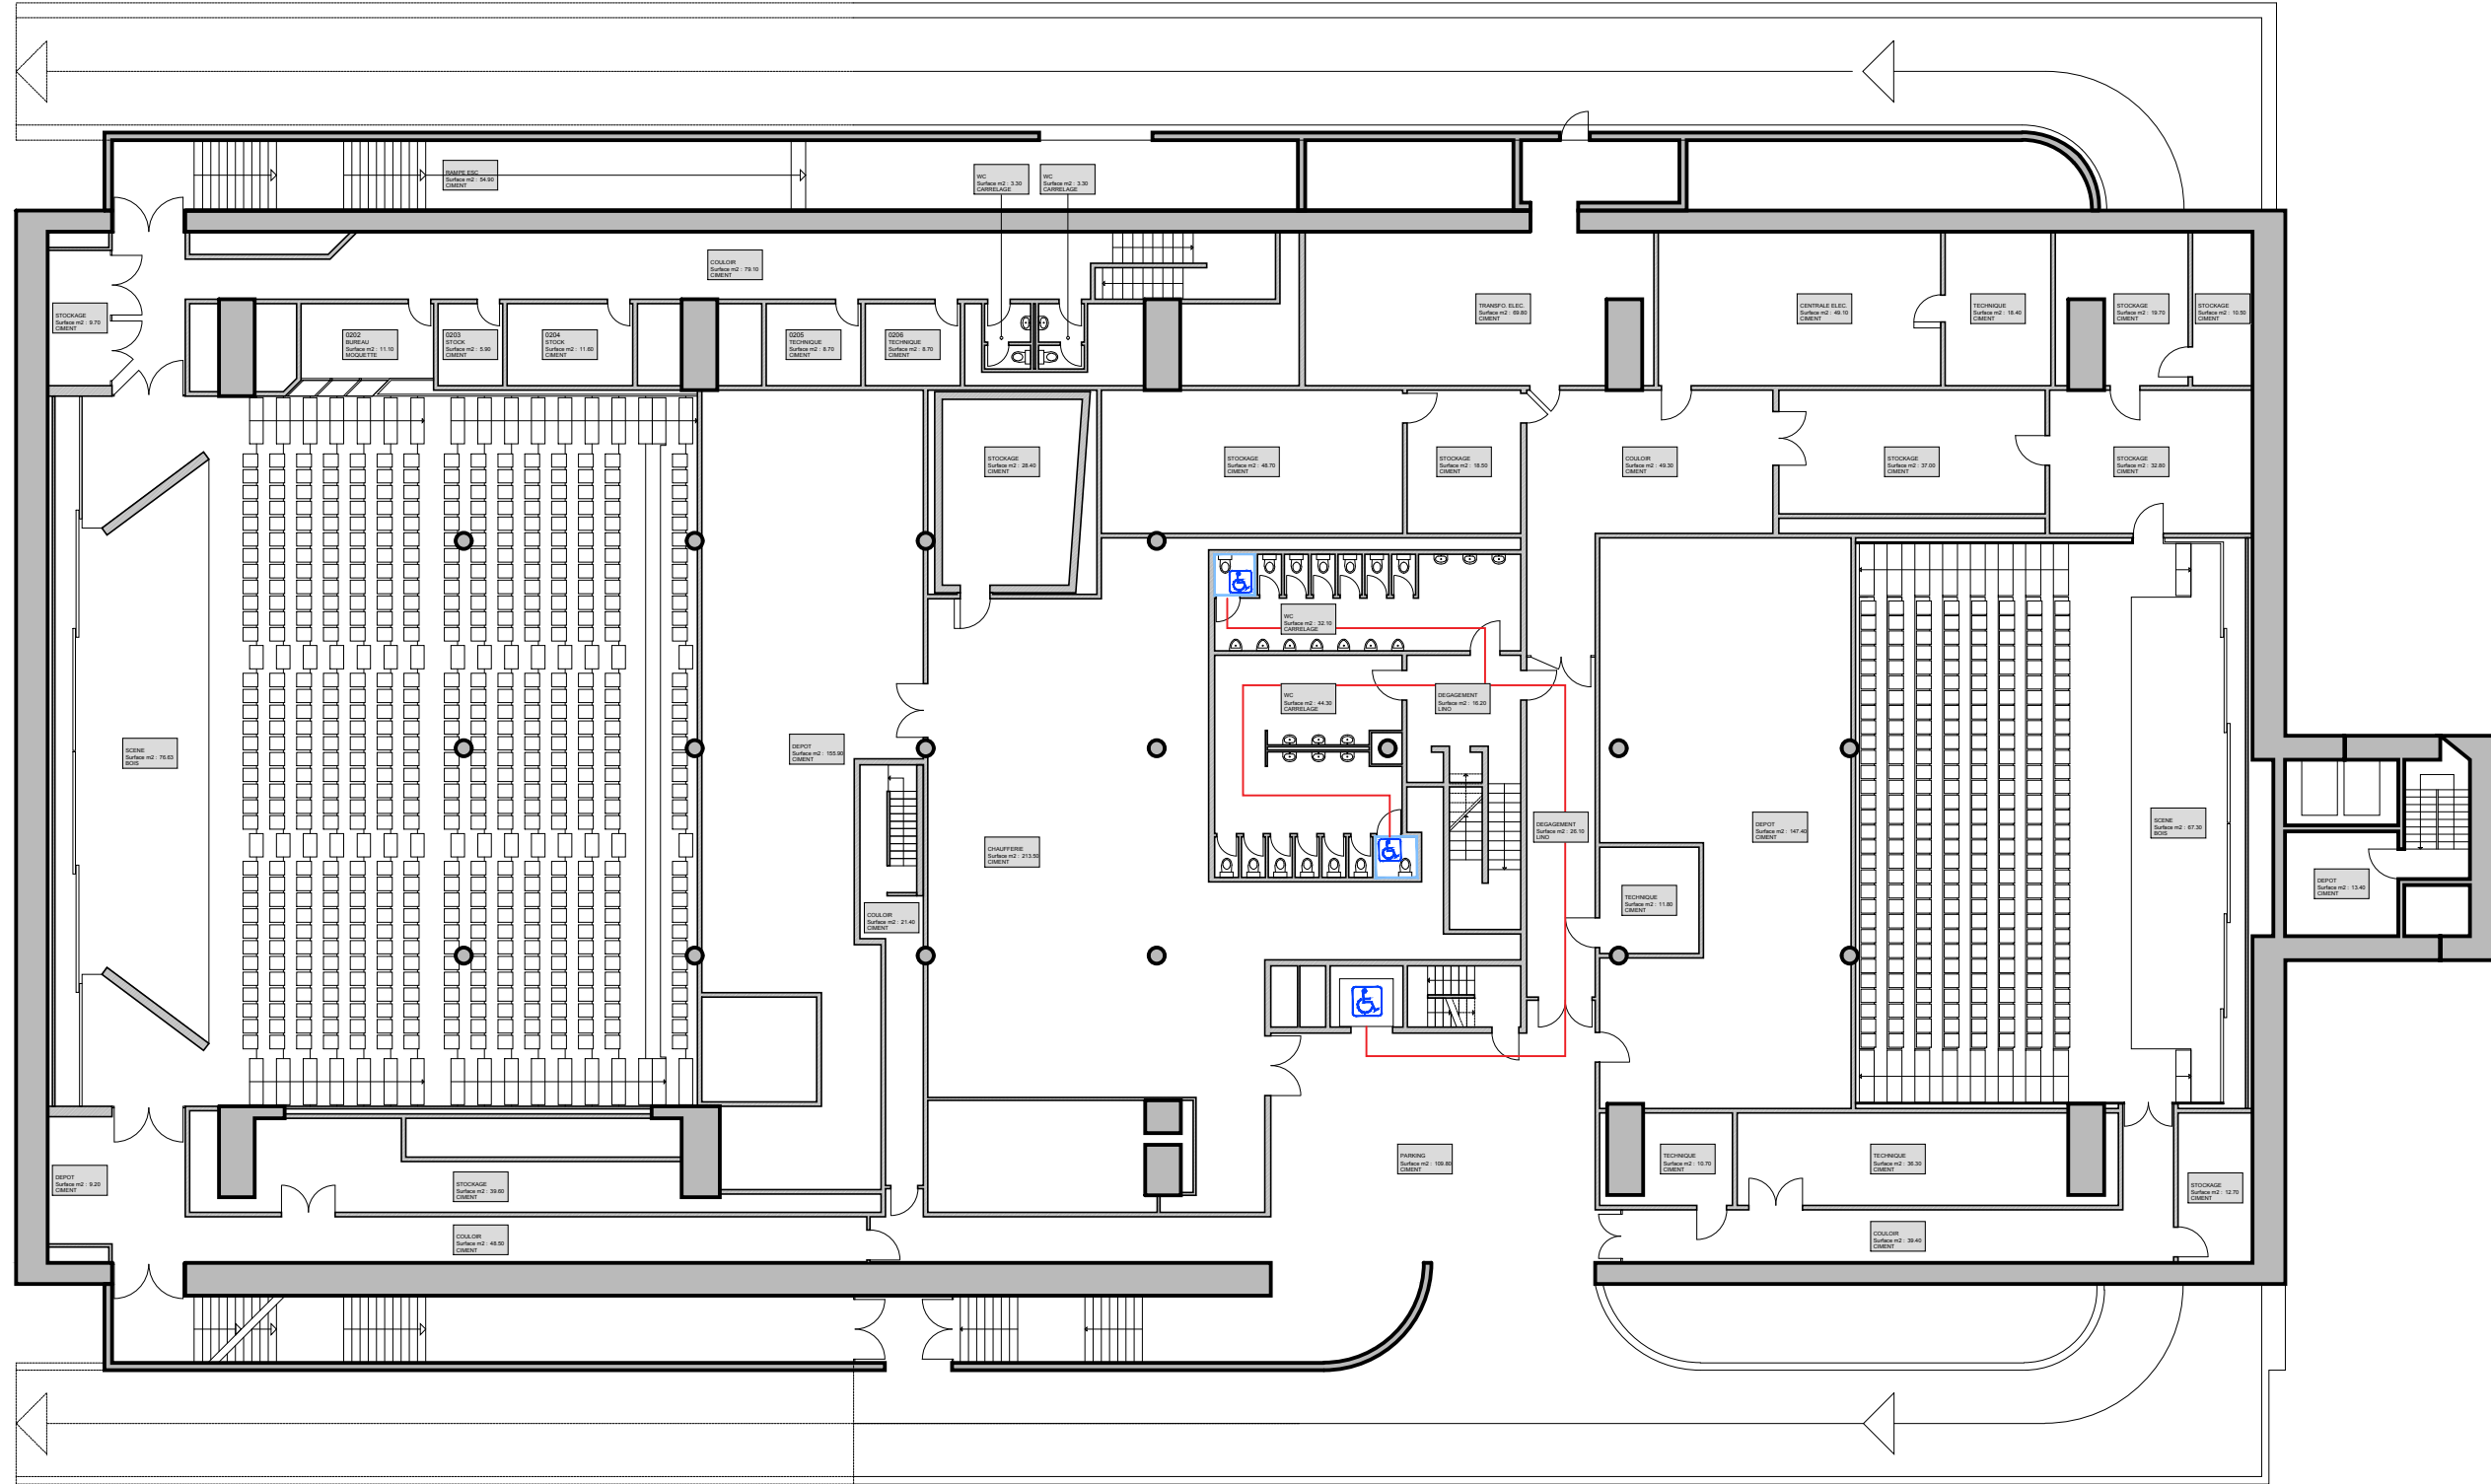 RAMPE ESC
Surface m2 : 54.90
CIMENT
WC
Surface m2 : 3.30
CARRELAGE
WC
Surface m2 : 3.30
CARRELAGE
COULOIR
Surface m2 : 79.10
CIMENT
STOCKAGE
Surface m2 : 9.70
CIMENT
0202
BUREAU
Surface m2 : 11.10
MOQUETTE
0203
STOCK
Surface m2 : 5.90
CIMENT
0204
STOCK
Surface m2 : 11.60
CIMENT
0205
TECHNIQUE
Surface m2 : 8.70
CIMENT
0206
TECHNIQUE
Surface m2 : 8.70
CIMENT
TRANSFO. ELEC.
Surface m2 : 69.80
CIMENT
CENTRALE ELEC.
Surface m2 : 49.10
CIMENT
TECHNIQUE
Surface m2 : 18.40
CIMENT
STOCKAGE
Surface m2 : 19.70
CIMENT
STOCKAGE
Surface m2 : 10.50
CIMENT
STOCKAGE
Surface m2 : 28.40
CIMENT
STOCKAGE
Surface m2 : 48.70
CIMENT
STOCKAGE
Surface m2 : 18.50
CIMENT
COULOIR
Surface m2 : 49.30
CIMENT
STOCKAGE
Surface m2 : 37.00
CIMENT
STOCKAGE
Surface m2 : 32.80
CIMENT
WC
Surface m2 : 32.10
CARRELAGE
WC
Surface m2 : 44.30
CARRELAGE
DEGAGEMENT
Surface m2 : 16.20
LINO
SCENE
Surface m2 : 76.63
BOIS
DEPOT
Surface m2 : 155.90
CIMENT
CHAUFFERIE
Surface m2 : 213.50
CIMENT
DEGAGEMENT
Surface m2 : 26.10
LINO
DEPOT
Surface m2 : 147.40
CIMENT
SCENE
Surface m2 : 67.30
BOIS
DEPOT
Surface m2 : 13.40
CIMENT
COULOIR
Surface m2 : 21.40
CIMENT
TECHNIQUE
Surface m2 : 11.80
CIMENT
DEPOT
Surface m2 : 9.20
CIMENT
STOCKAGE
Surface m2 : 39.60
CIMENT
PARKING
Surface m2 : 109.80
CIMENT
TECHNIQUE
Surface m2 : 10.70
CIMENT
TECHNIQUE
Surface m2 : 36.30
CIMENT
STOCKAGE
Surface m2 : 12.70
CIMENT
COULOIR
Surface m2 : 48.50
CIMENT
COULOIR
Surface m2 : 39.40
CIMENT